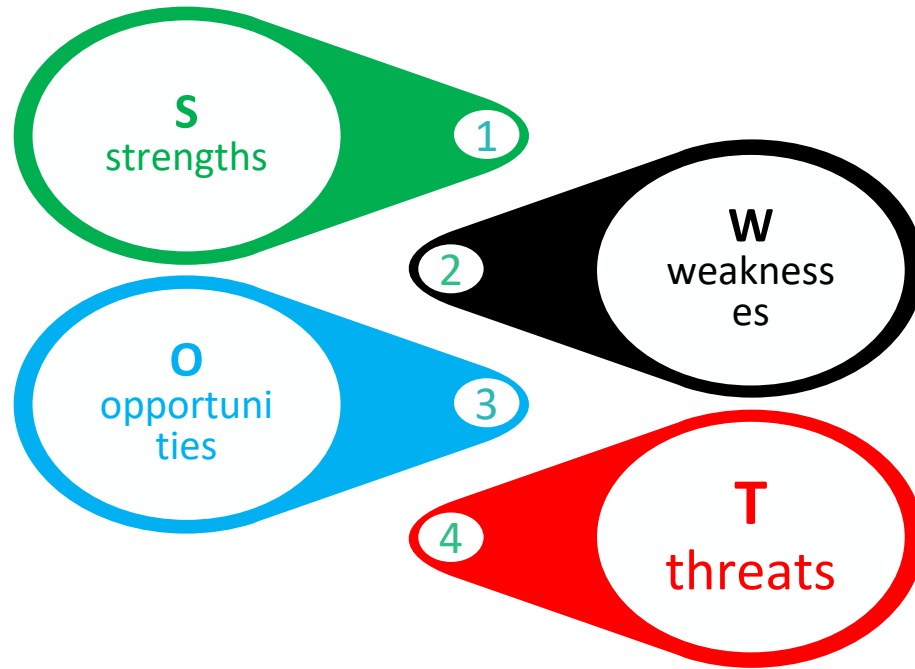 S
strengths
1
W
weakness
es
2
O
opportuni
ties
3
T
threats
4